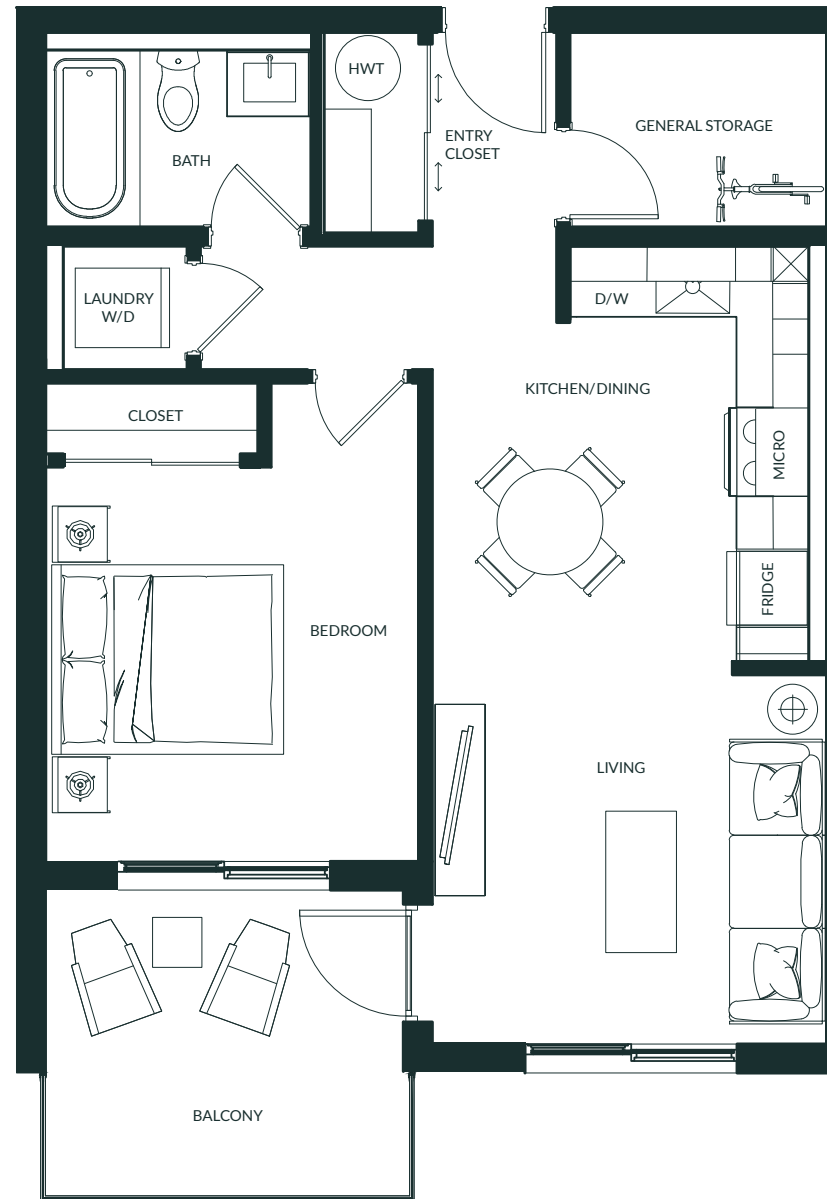 HWT
ENTRY
CLOSET
GENERAL STORAGE
BATH
LAUNDRY
W/D
D/W
KITCHEN/DINING
CLOSET
MICRO
FRIDGE
BEDROOM
LIVING
BALCONY